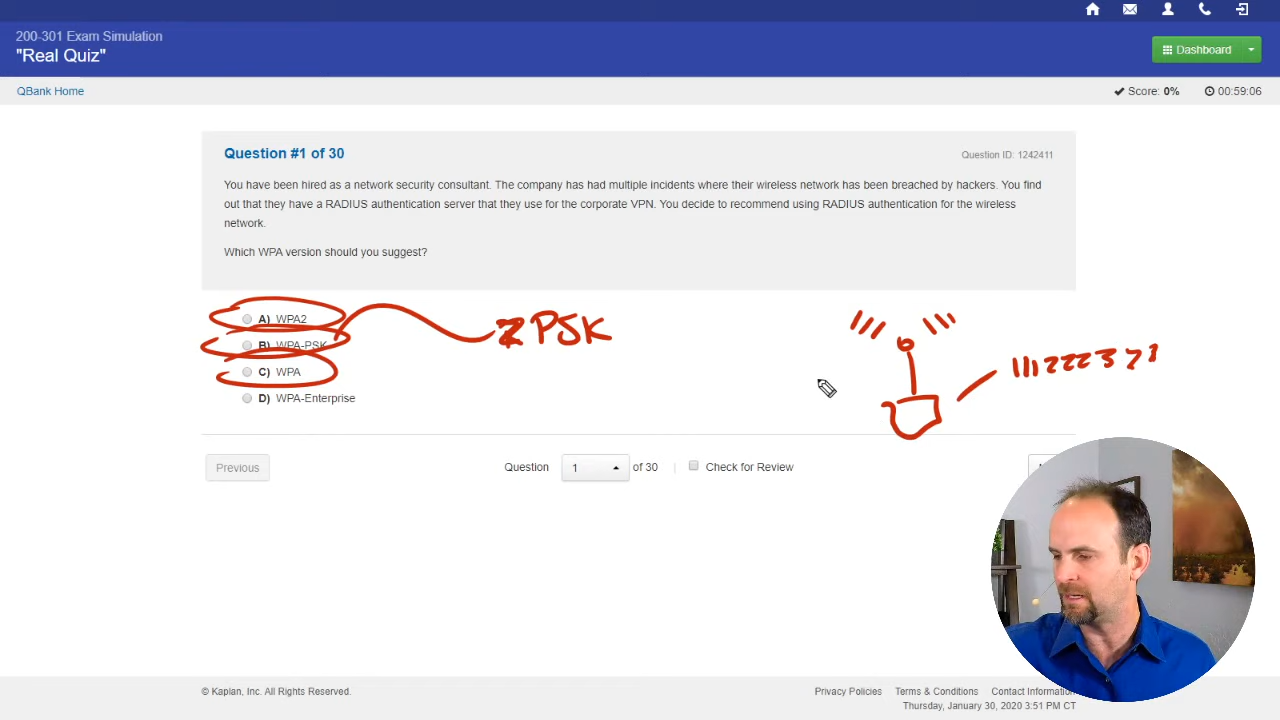 200-301 Exam Simulation
"Real Quiz"
Dashboard
QBank Home
Score: 0%
00:59:06
Question #1 of 30
Question ID: 1242411
You have been hired as a network security consultant. The company has had multiple incidents where their wireless network has been breached by hackers. You find
out that they have a RADIUS authentication server that they use for the corporate VPN. You decide to recommend using RADIUS authentication for the wireless
network.
Which WPA version should you suggest?
A) WPA2
B) WPA-PSK
C) WPA
D) WPA-Enterprise
PSK
Previous
Question 1 of 30
Check for Review
© Kaplan, Inc. All Rights Reserved.
Privacy Policies Terms & Conditions Contact Information
Thursday, January 30, 2020 3:51 PM CT